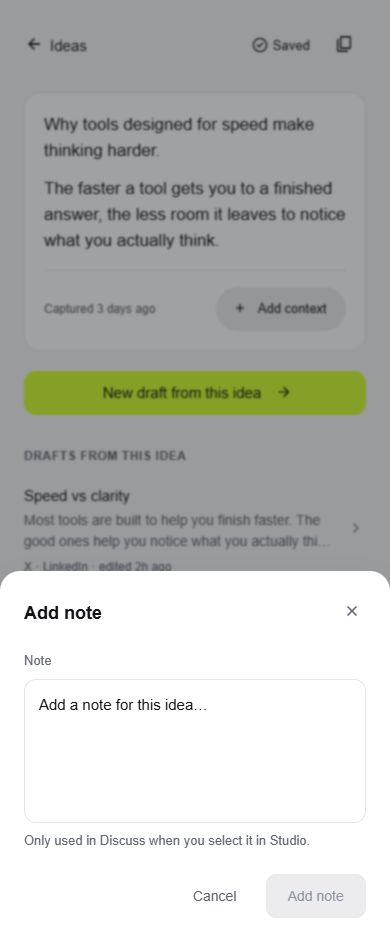 Ideas
Saved
Why tools designed for speed make
thinking harder.
The faster a tool gets you to a finished
answer, the less room it leaves to notice
what you actually think.
Captured 3 days ago
+ Add context
New draft from this idea →
DRAFTS FROM THIS IDEA
Speed vs clarity
Most tools are built to help you finish faster. The
good ones help you notice what you actually thi…
X · LinkedIn · edited 2h ago
Add note
Note
Add a note for this idea…
Only used in Discuss when you select it in Studio.
Cancel
Add note